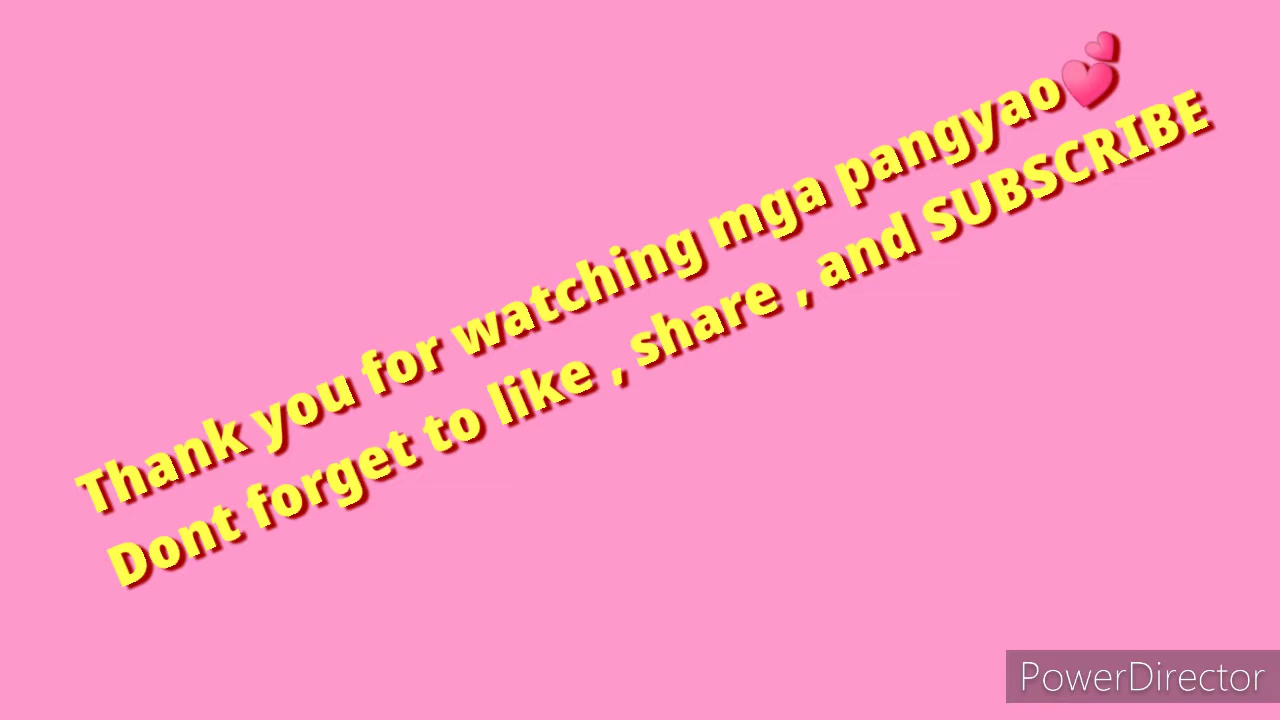 Thank you for watching mga pangyao💕
Dont forget to like , share , and SUBSCRIBE
PowerDirector